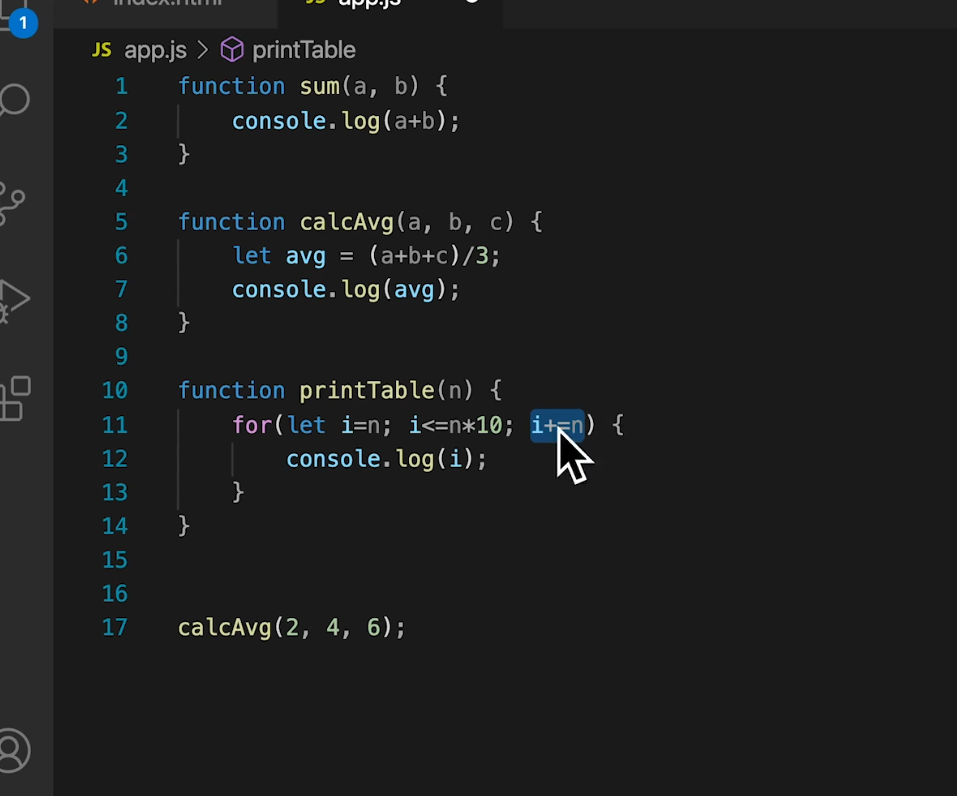 1
JS app.js
JS app.js > printTable
1 function sum(a, b) {
2 console.log(a+b);
3 }
4
5 function calcAvg(a, b, c) {
6 let avg = (a+b+c)/3;
7 console.log(avg);
8 }
9
10 function printTable(n) {
11 for(let i=n; i<=n*10; i+=n) {
12 console.log(i);
13 }
14 }
15
16
17 calcAvg(2, 4, 6);